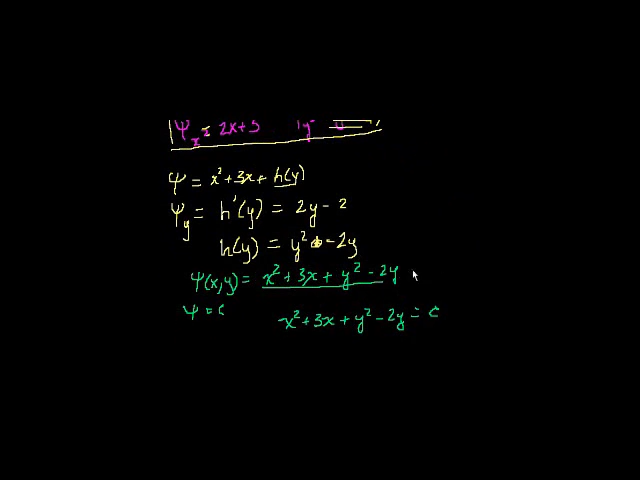 ψx = 2x+3
ψ = x² + 3x + h(y)
ψy = h'(y) = 2y - 2
h(y) = y² - 2y
ψ(x,y) = x² + 3x + y² - 2y
ψ = c x² + 3x + y² - 2y = c